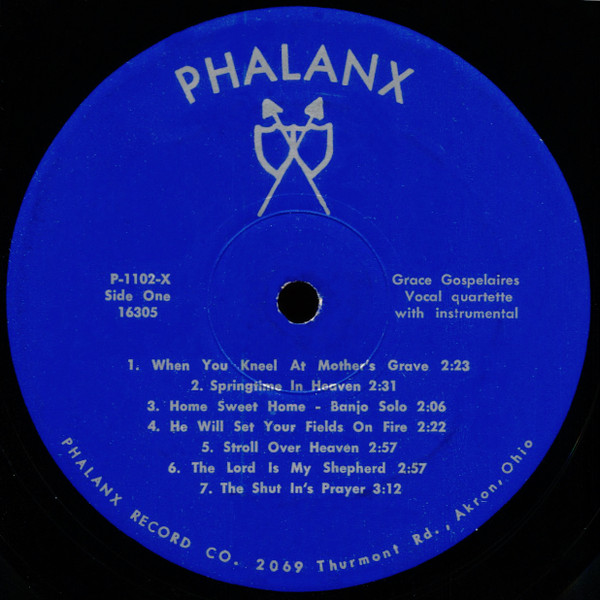 PHALANX
P-1102-X
Side One
16305
Grace Gospelaires
Vocal quartette
with instrumental
1. When You Kneel At Mother's Grave 2:23
2. Springtime In Heaven 2:31
3. Home Sweet Home - Banjo Solo 2:06
4. He Will Set Your Fields On Fire 2:22
5. Stroll Over Heaven 2:57
6. The Lord Is My Shepherd 2:57
7. The Shut In's Prayer 3:12
PHALANX RECORD CO. 2069 Thurmont Rd., Akron, Ohio